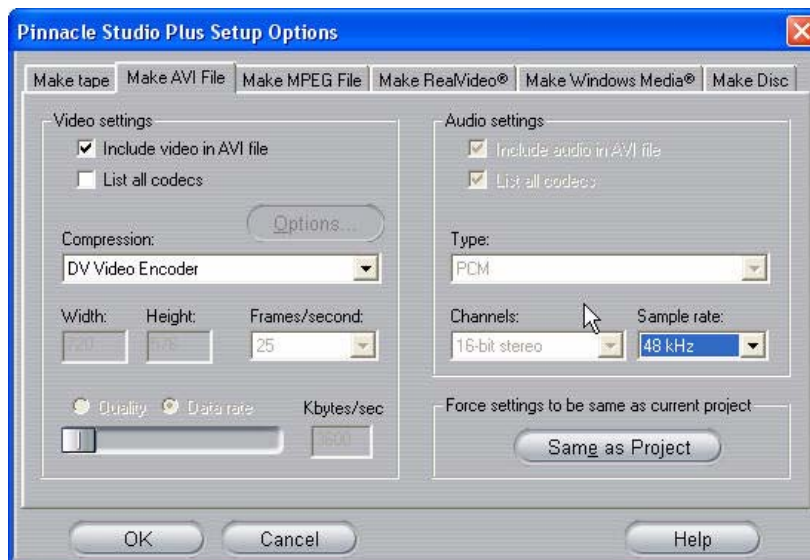 Pinnacle Studio Plus Setup Options
Make tape
Make AVI File
Make MPEG File
Make RealVideo®
Make Windows Media®
Make Disc
Video settings
Include video in AVI file
List all codecs
Options...
Compression:
DV Video Encoder
Width:
Height:
Frames/second:
720
576
25
Quality
Data rate
Kbytes/sec
3600
Audio settings
Include audio in AVI file
List all codecs
Type:
PCM
Channels:
Sample rate:
16-bit stereo
48 kHz
Force settings to be same as current project
Same as Project
OK
Cancel
Help